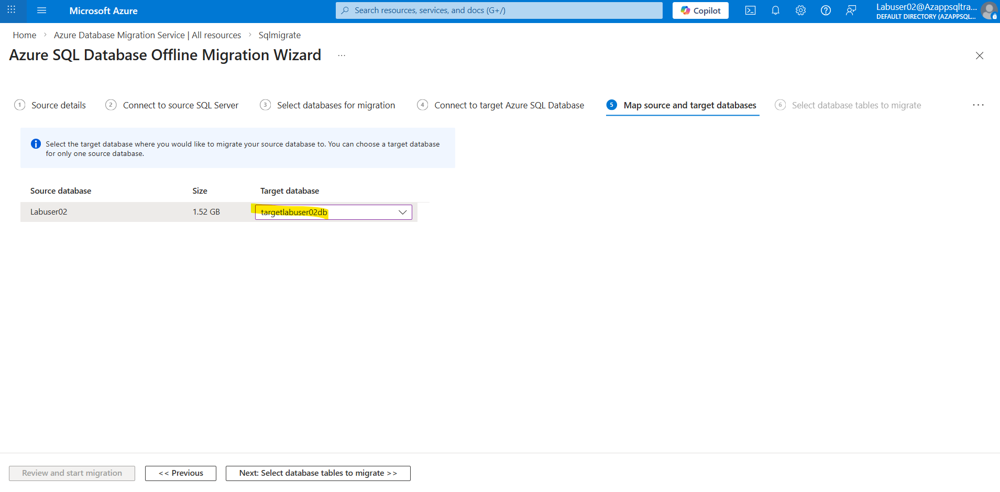 Microsoft Azure
Search resources, services, and docs (G+/)
Copilot
Labuser02@Azappsqltra...
DEFAULT DIRECTORY (AZAPPSQL...
Home > Azure Database Migration Service | All resources > Sqlmigrate
Azure SQL Database Offline Migration Wizard ...
1 Source details
2 Connect to source SQL Server
3 Select databases for migration
4 Connect to target Azure SQL Database
5 Map source and target databases
6 Select database tables to migrate
...
Select the target database where you would like to migrate your source database to. You can choose a target database
for only one source database.
Source database Size Target database
Labuser02 1.52 GB targetlabuser02db
Review and start migration
<< Previous
Next: Select database tables to migrate >>